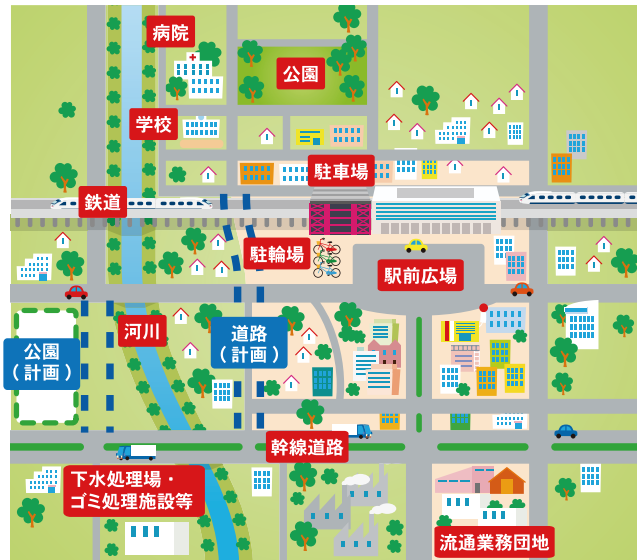 病院
公園
学校
駐車場
鉄道
駐輪場
駅前広場
河川
道路
（計画）
公園
（計画）
幹線道路
下水処理場・
ゴミ処理施設等
流通業務団地